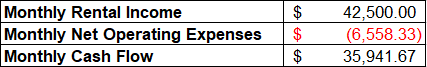 Monthly Rental Income $ 42,500.00
Monthly Net Operating Expenses $ (6,558.33)
Monthly Cash Flow $ 35,941.67